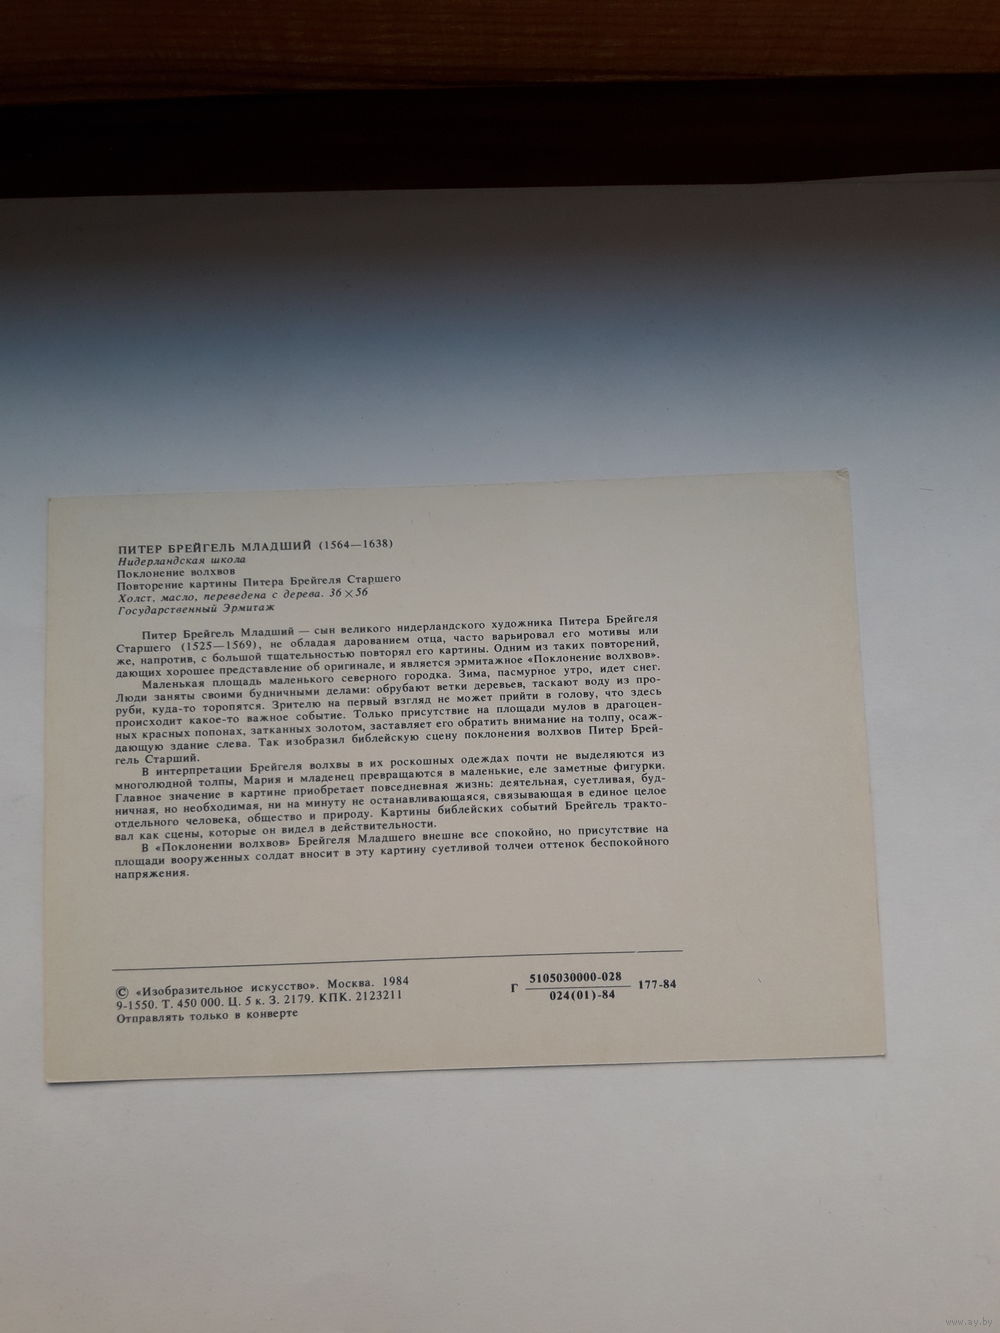 ПИТЕР БРЕЙГЕЛЬ МЛАДШИЙ (1564—1638)
Нидерландская школа
Поклонение волхвов
Повторение картины Питера Брейгеля Старшего
Холст, масло, переведена с дерева. 36×56
Государственный Эрмитаж
Питер Брейгель Младший — сын великого нидерландского художника Питера Брейгеля
Старшего (1525—1569), не обладая дарованием отца, часто варьировал его мотивы или
же, напротив, с большой тщательностью повторял его картины. Одним из таких повторений,
дающих хорошее представление об оригинале, и является эрмитажное «Поклонение волхвов».
Маленькая площадь маленького северного городка. Зима, пасмурное утро, идет снег.
Люди заняты своими будничными делами: обрубают ветки деревьев, таскают воду из про-
руби, куда-то торопятся. Зрителю на первый взгляд не может прийти в голову, что здесь
происходит какое-то важное событие. Только присутствие на площади мулов в драгоцен-
ных красных попонах, затканных золотом, заставляет его обратить внимание на толпу, осаж-
дающую здание слева. Так изобразил библейскую сцену поклонения волхвов Питер Брей-
гель Старший.
В интерпретации Брейгеля волхвы в их роскошных одеждах почти не выделяются из
многолюдной толпы, Мария и младенец превращаются в маленькие, еле заметные фигурки.
Главное значение в картине приобретает повседневная жизнь: деятельная, суетливая, буд-
ничная, но необходимая, ни на минуту не останавливающаяся, связывающая в единое целое
отдельного человека, общество и природу. Картины библейских событий Брейгель тракто-
вал как сцены, которые он видел в действительности.
В «Поклонении волхвов» Брейгеля Младшего внешне все спокойно, но присутствие на
площади вооруженных солдат вносит в эту картину суетливой толчеи оттенок беспокойного
напряжения.
© «Изобразительное искусство». Москва. 1984
9-1550. Т. 450 000. Ц. 5 к. З. 2179. КПК. 2123211
Отправлять только в конверте
Г 5105030000-028
024(01)-84 177-84
www.ay.by